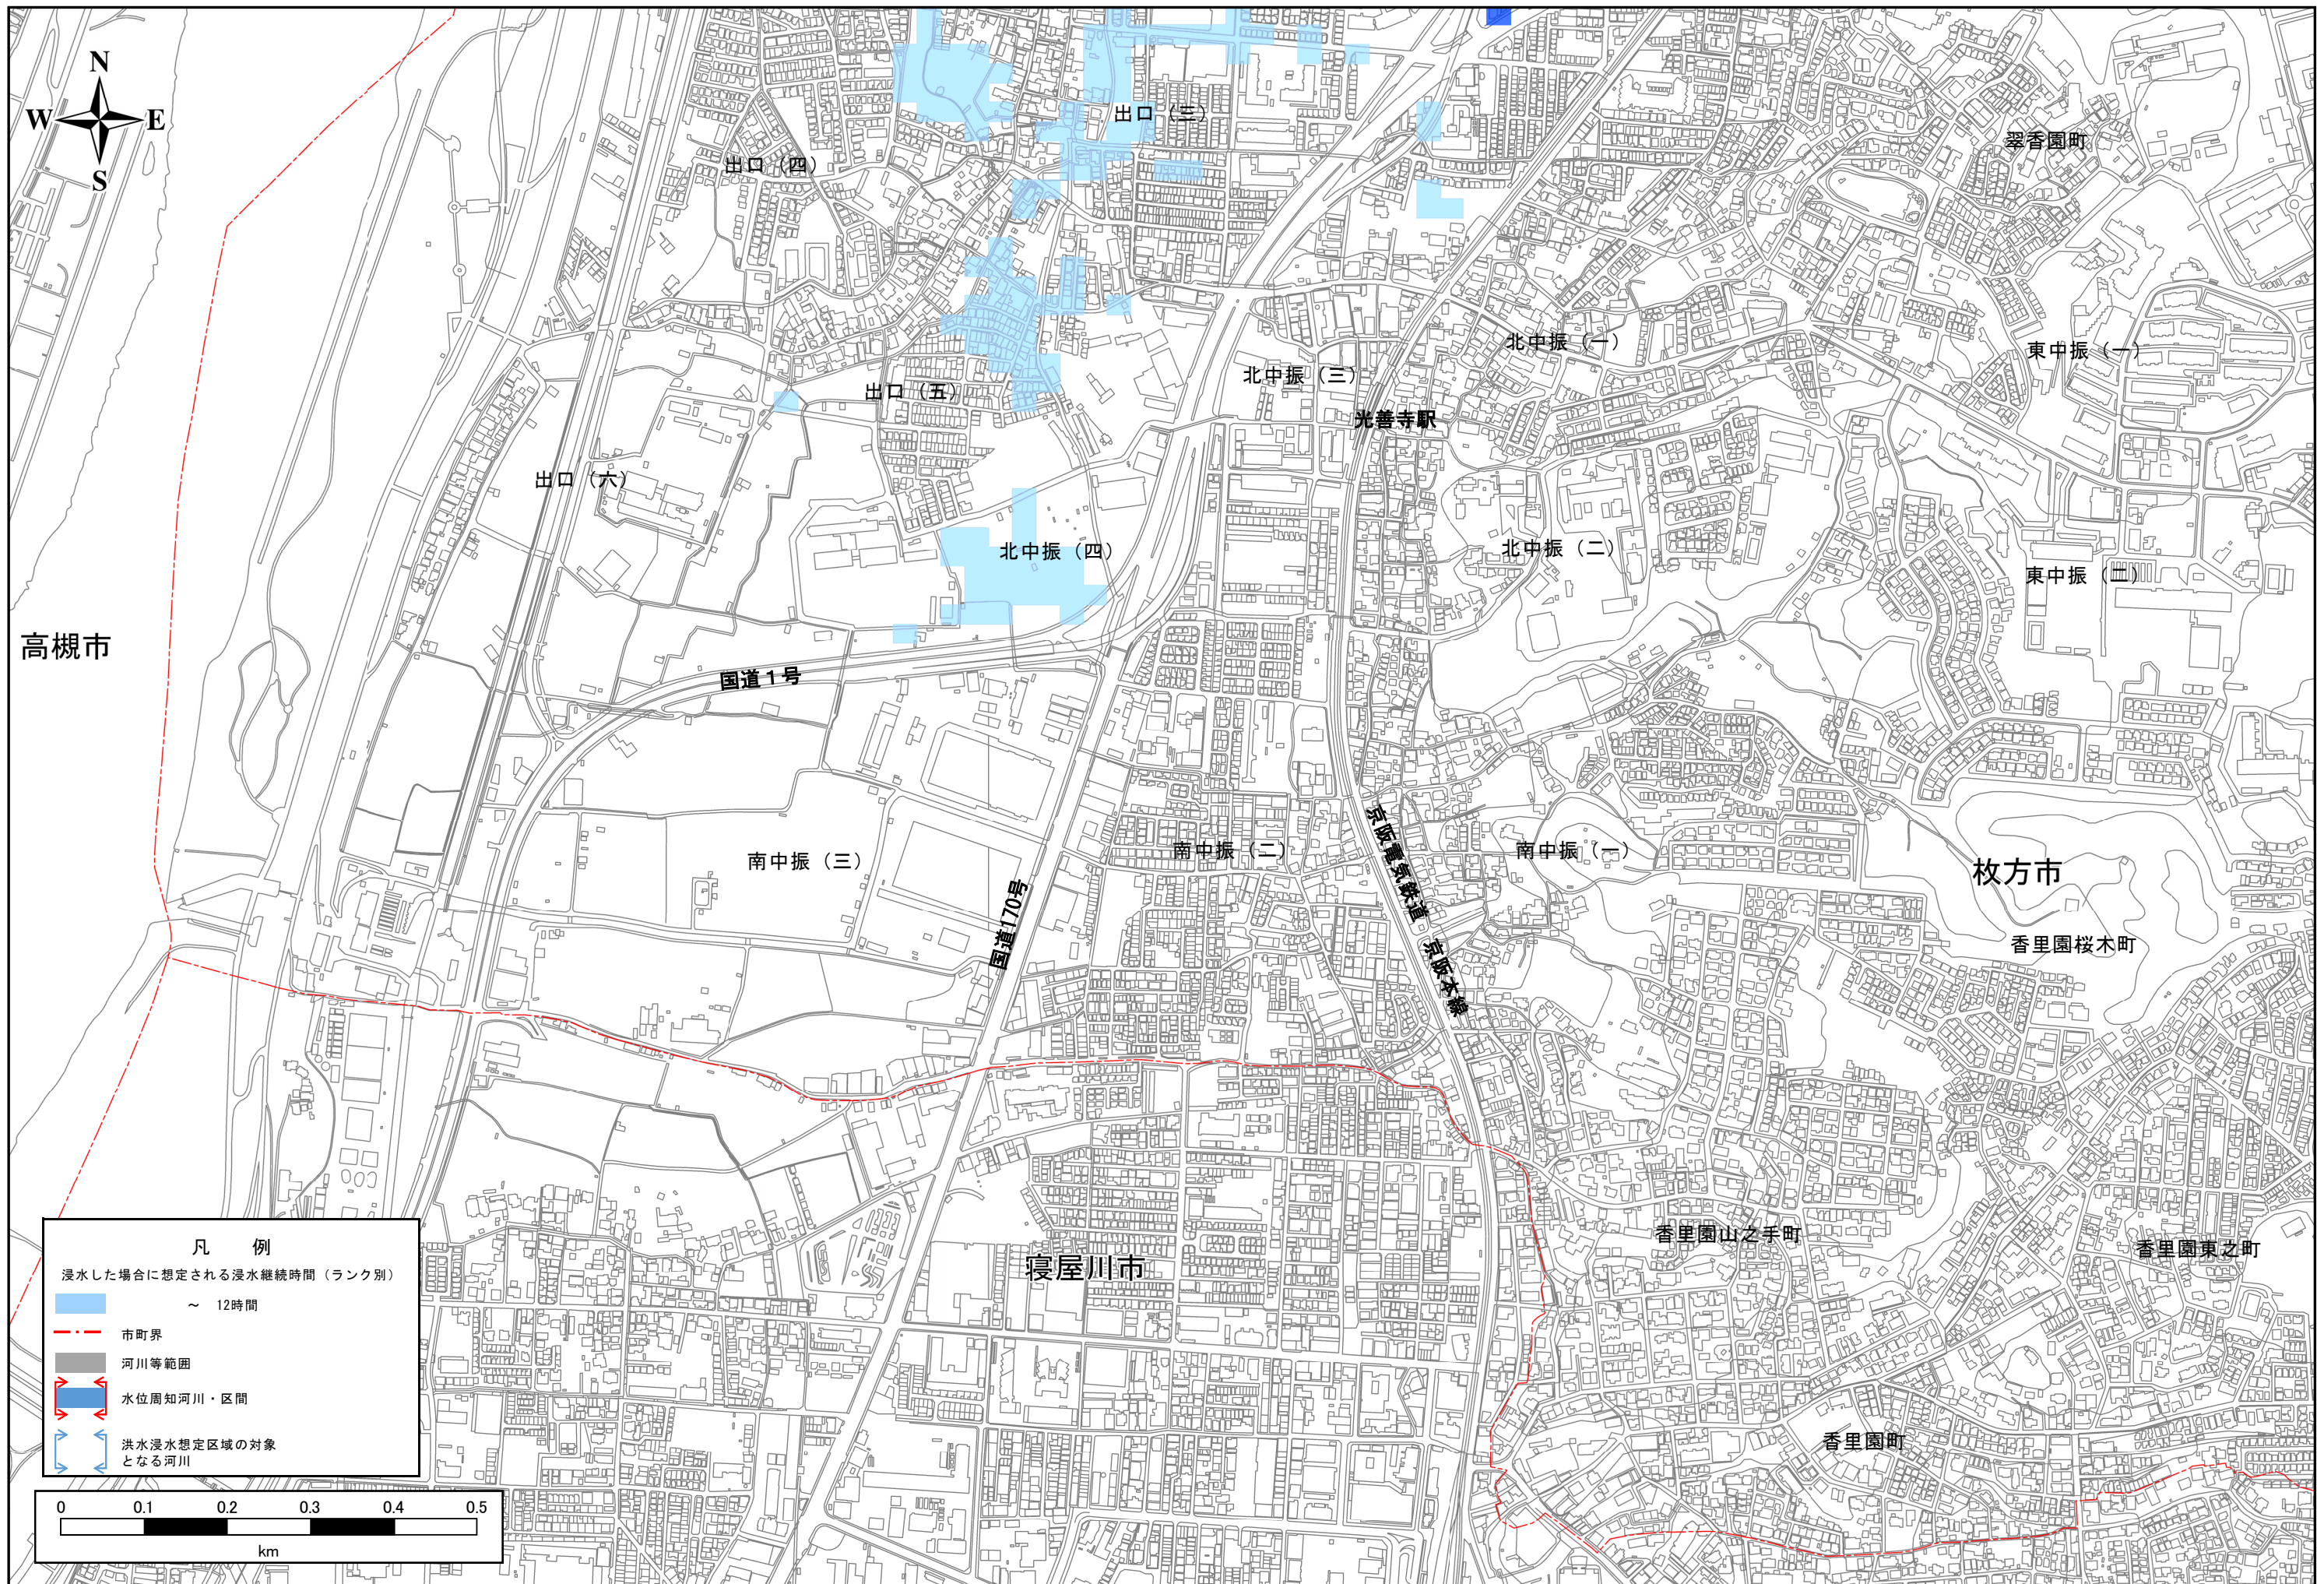 N
W
E
S
出口（三）
出口（四）
翠香園町
北中振（一）
東中振（一）
北中振（三）
出口（五）
光善寺駅
出口（六）
北中振（四）
北中振（二）
東中振（二）
高槻市
国道１号
南中振（三）
南中振（二）
京阪電気鉄道　京阪本線
南中振（一）
枚方市
国道170号
香里園桜木町
香里園山之手町
香里園東之町
寝屋川市
香里園町
凡　例
浸水した場合に想定される浸水継続時間（ランク別）
～　12時間
市町界
河川等範囲
水位周知河川・区間
洪水浸水想定区域の対象
となる河川
0 0.1 0.2 0.3 0.4 0.5
km